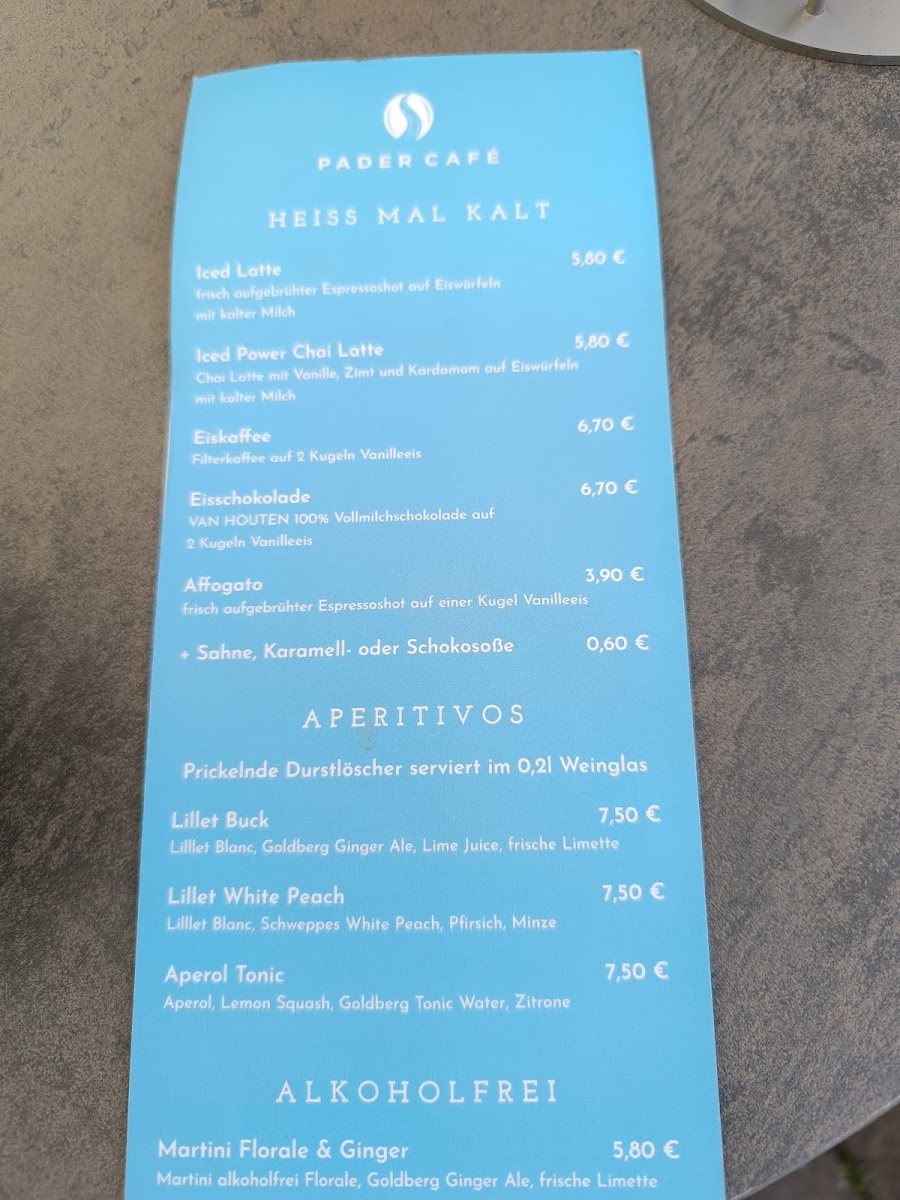 PADER CAFÉ
HEISS MAL KALT
Iced Latte 5,80 €
frisch aufgebrühter Espressoshot auf Eiswürfeln
mit kalter Milch
Iced Power Chai Latte 5,80 €
Chai Latte mit Vanille, Zimt und Kardamom auf Eiswürfeln
mit kalter Milch
Eiskaffee 6,70 €
Filterkaffee auf 2 Kugeln Vanilleeis
Eisschokolade 6,70 €
VAN HOUTEN 100% Vollmilchschokolade auf
2 Kugeln Vanilleeis
Affogato 3,90 €
frisch aufgebrühter Espressoshot auf einer Kugel Vanilleeis
+ Sahne, Karamell- oder Schokosoße 0,60 €
APERITIVOS
Prickelnde Durstlöscher serviert im 0,2l Weinglas
Lillet Buck 7,50 €
Lilllet Blanc, Goldberg Ginger Ale, Lime Juice, frische Limette
Lillet White Peach 7,50 €
Lilllet Blanc, Schweppes White Peach, Pfirsich, Minze
Aperol Tonic 7,50 €
Aperol, Lemon Squash, Goldberg Tonic Water, Zitrone
ALKOHOLFREI
Martini Florale & Ginger 5,80 €
Martini alkoholfrei Florale, Goldberg Ginger Ale, frische Limette